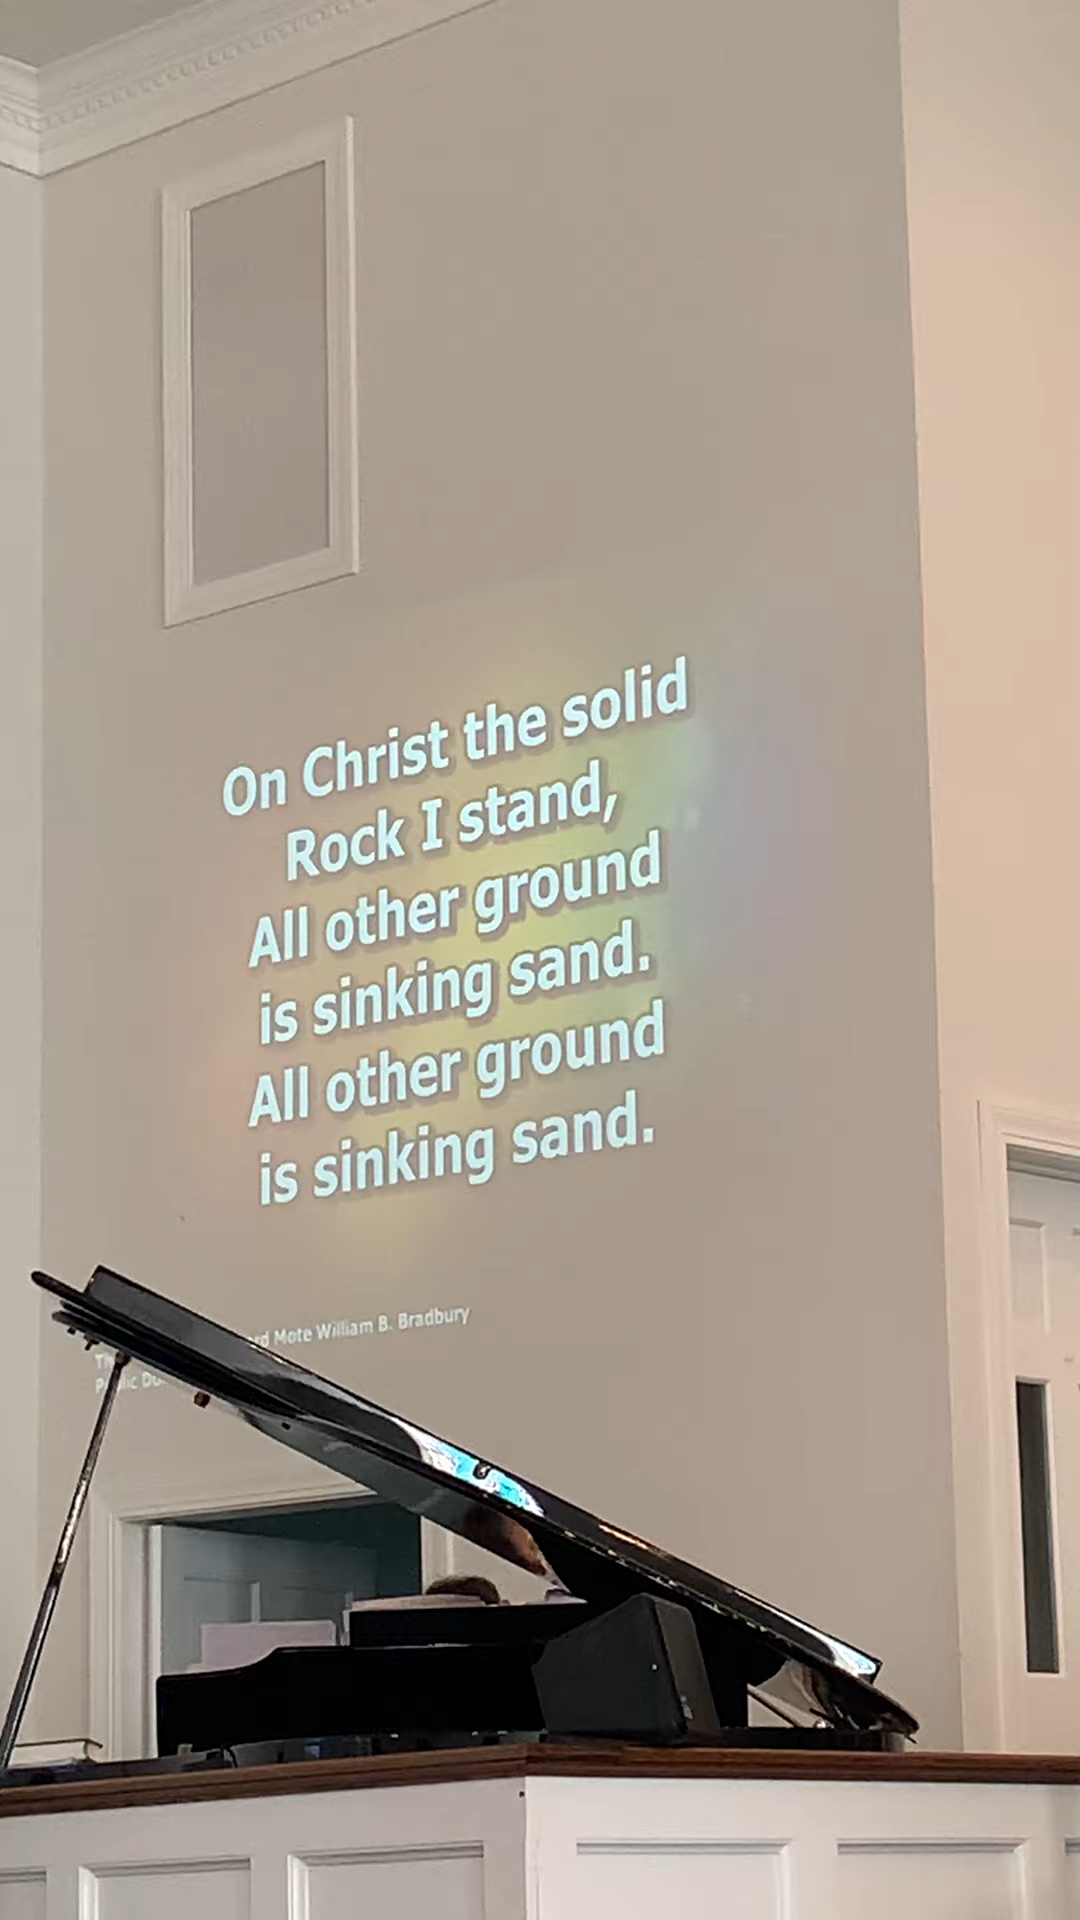 On Christ the solid
Rock I stand,
All other ground
is sinking sand.
All other ground
is sinking sand.
Mote William B. Bradbury